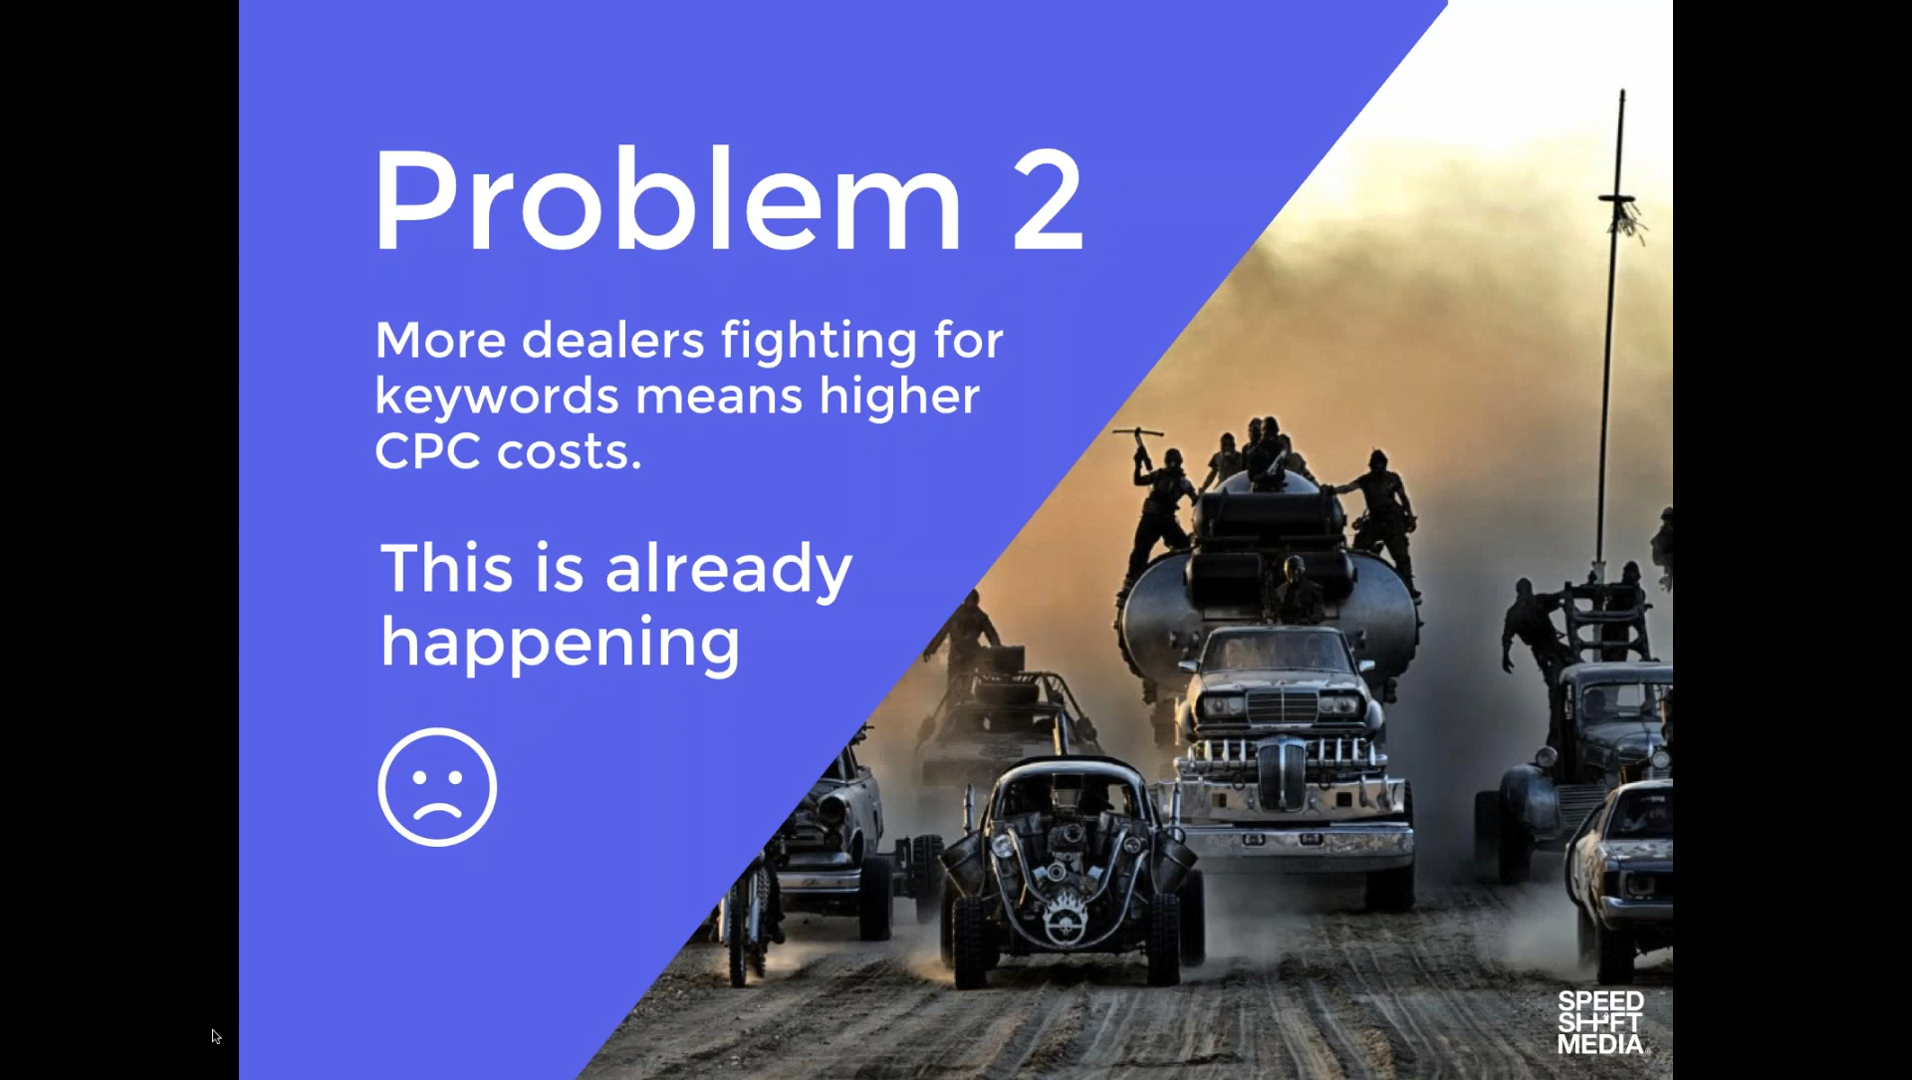 Problem 2
More dealers fighting for
keywords means higher
CPC costs.
This is already
happening
SPEED
SHIFT
MEDIA